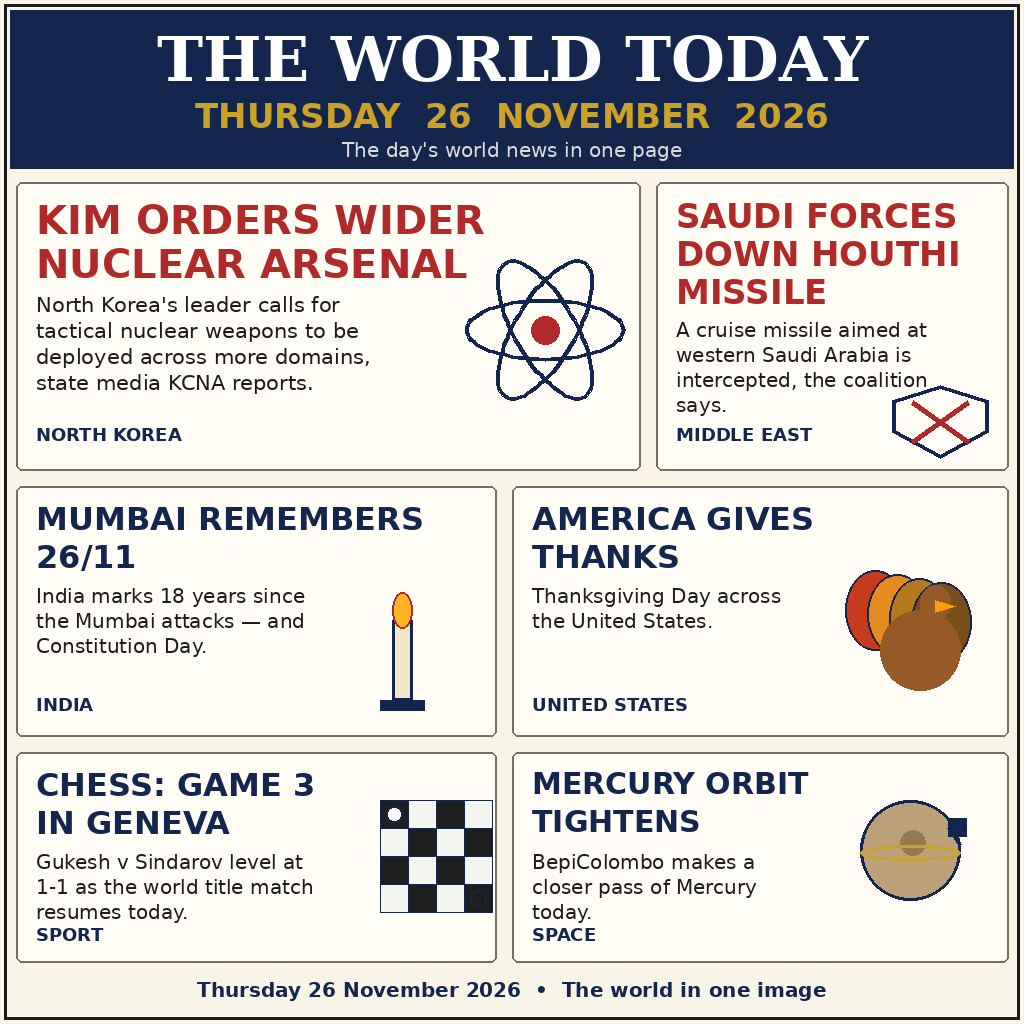 THE WORLD TODAY
THURSDAY 26 NOVEMBER 2026
The day's world news in one page
KIM ORDERS WIDER
NUCLEAR ARSENAL
North Korea's leader calls for
tactical nuclear weapons to be
deployed across more domains,
state media KCNA reports.
NORTH KOREA
SAUDI FORCES
DOWN HOUTHI
MISSILE
A cruise missile aimed at
western Saudi Arabia is
intercepted, the coalition
says.
MIDDLE EAST
MUMBAI REMEMBERS
26/11
India marks 18 years since
the Mumbai attacks — and
Constitution Day.
INDIA
AMERICA GIVES
THANKS
Thanksgiving Day across
the United States.
UNITED STATES
CHESS: GAME 3
IN GENEVA
Gukesh v Sindarov level at
1-1 as the world title match
resumes today.
SPORT
MERCURY ORBIT
TIGHTENS
BepiColombo makes a
closer pass of Mercury
today.
SPACE
Thursday 26 November 2026 • The world in one image